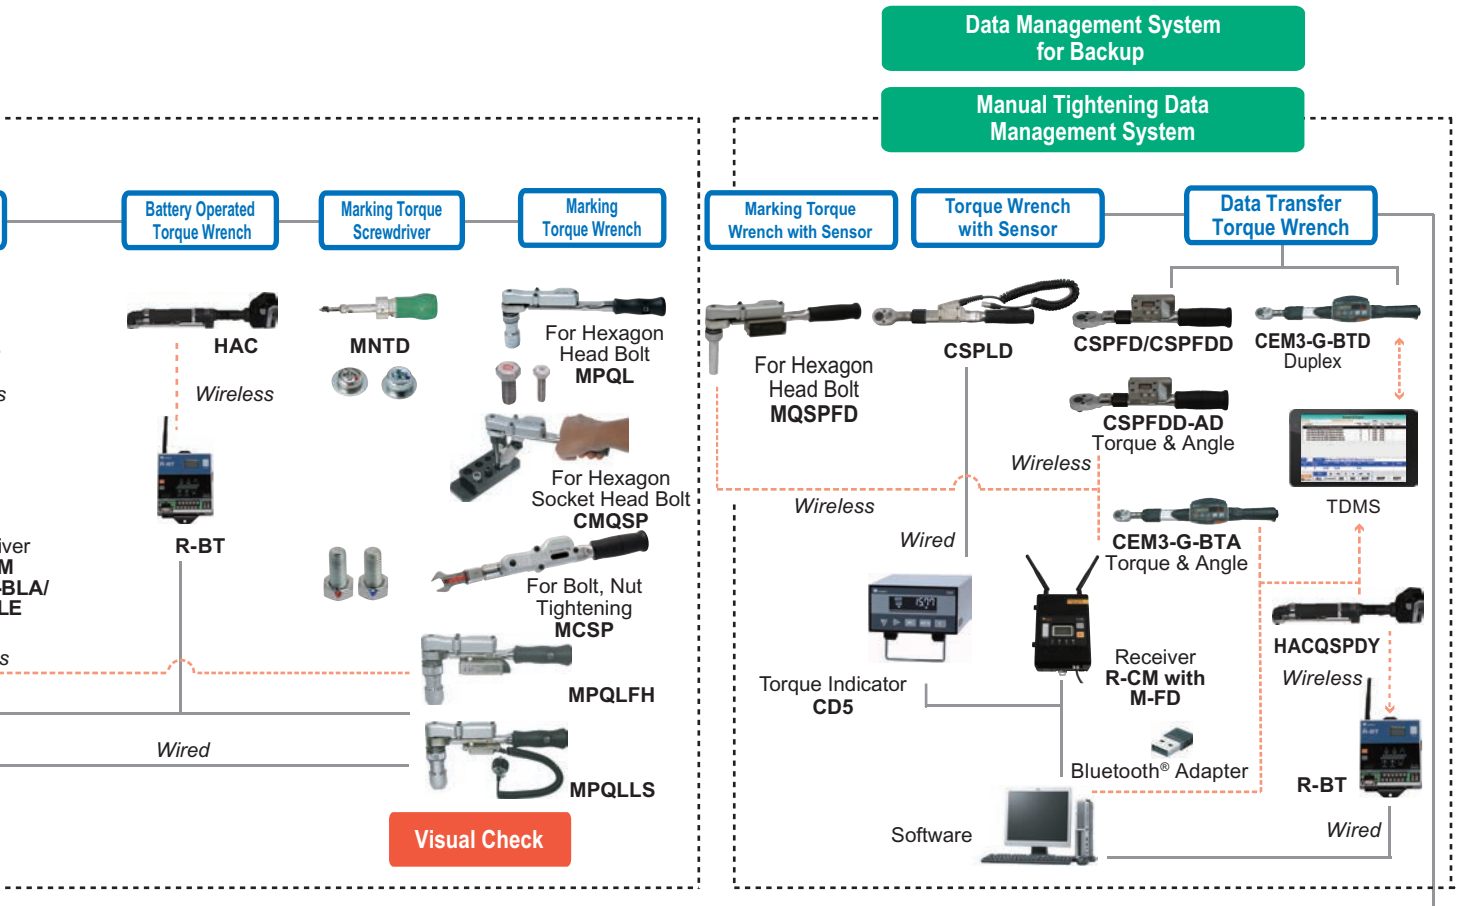 Data Management System
for Backup
Manual Tightening Data
Management System
Battery Operated
Torque Wrench
Marking Torque
Screwdriver
Marking
Torque Wrench
Marking Torque
Wrench with Sensor
Torque Wrench
with Sensor
Data Transfer
Torque Wrench
HAC
Wireless
R-BT
R-BT
MNTD
For Hexagon
Head Bolt
MPQL
For Hexagon
Socket Head Bolt
CMQSP
For Bolt, Nut
Tightening
MCSP
MPQLFH
MPQLLS
Wired
iver
M
-BLA/
LE
s
s
Visual Check
For Hexagon
Head Bolt
MQSPFD
Wireless
CSPLD
Wired
CSPFD/CSPFDD
CSPFDD-AD
Torque & Angle
Wireless
CEM3-G-BTD
Duplex
TDMS
CEM3-G-BTA
Torque & Angle
Torque Indicator
CD5
Receiver
R-CM with
M-FD
Bluetooth® Adapter
Software
HACQSPDY
Wireless
R-BT
R-BT
Wired